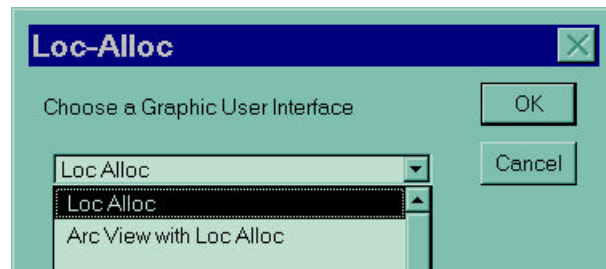 Loc-Alloc
Choose a Graphic User Interface
OK
Loc Alloc
Cancel
Loc Alloc
Arc View with Loc Alloc